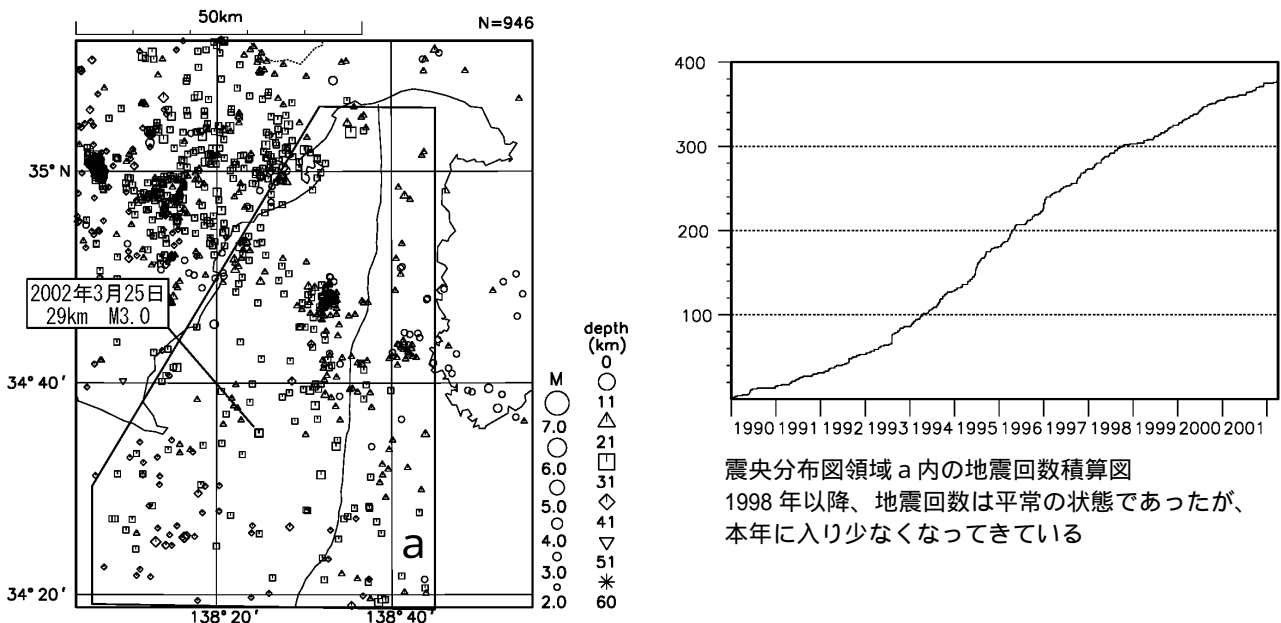 50km
N=946
35°N
2002年3月25日
29km M3.0
34°40′
34°20′
138°20′
138°40′
a
M
7.0
6.0
5.0
4.0
3.0
2.0
depth
(km)
0
11
21
31
41
51
60
400
300
200
100
1990 1991 1992 1993 1994 1995 1996 1997 1998 1999 2000 2001
震央分布図領域a内の地震回数積算図
1998 年以降、地震回数は平常の状態であったが、
本年に入り少なくなってきている